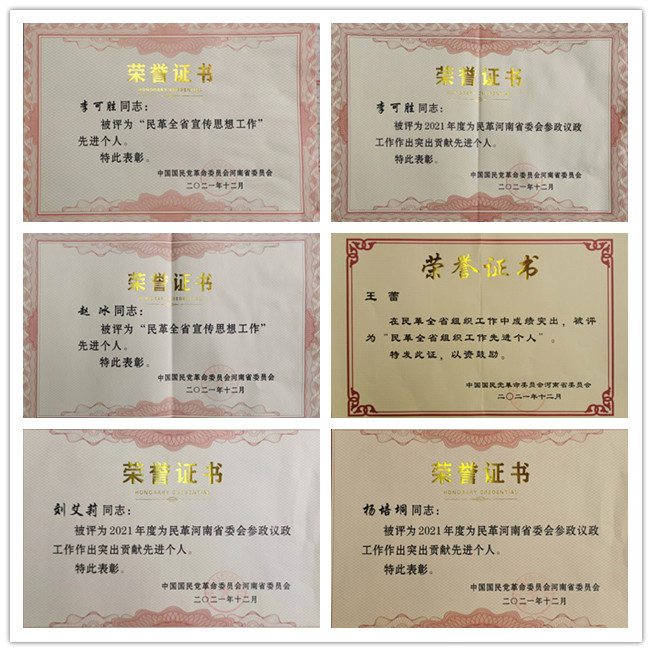 荣誉证书
HONORARY CREDENTIAL
李可胜同志：
被评为“民革全省宣传思想工作”
先进个人。
特此表彰。
中国国民党革命委员会河南省委员会
二〇二一年十二月
荣誉证书
HONORARY CREDENTIAL
李可胜同志：
被评为2021年度为民革河南省委会参政议政
工作作出突出贡献先进个人。
特此表彰。
中国国民党革命委员会河南省委员会
二〇二一年十二月
荣誉证书
HONORARY CREDENTIAL
赵冰同志：
被评为“民革全省宣传思想工作”
先进个人。
特此表彰。
中国国民党革命委员会河南省委员会
二〇二一年十二月
荣誉证书
王蕾
在民革全省组织工作中成绩突出，被评
为“民革全省组织工作先进个人”。
特发此证，以资鼓励。
中国国民党革命委员会河南省委员会
二〇二一年十二月
荣誉证书
HONORARY CREDENTIAL
刘艾莉同志：
被评为2021年度为民革河南省委会参政议政
工作作出突出贡献先进个人。
特此表彰。
中国国民党革命委员会河南省委员会
二〇二一年十二月
荣誉证书
HONORARY CREDENTIAL
杨培垌同志：
被评为2021年度为民革河南省委会参政议政
工作作出突出贡献先进个人。
特此表彰。
中国国民党革命委员会河南省委员会
二〇二一年十二月